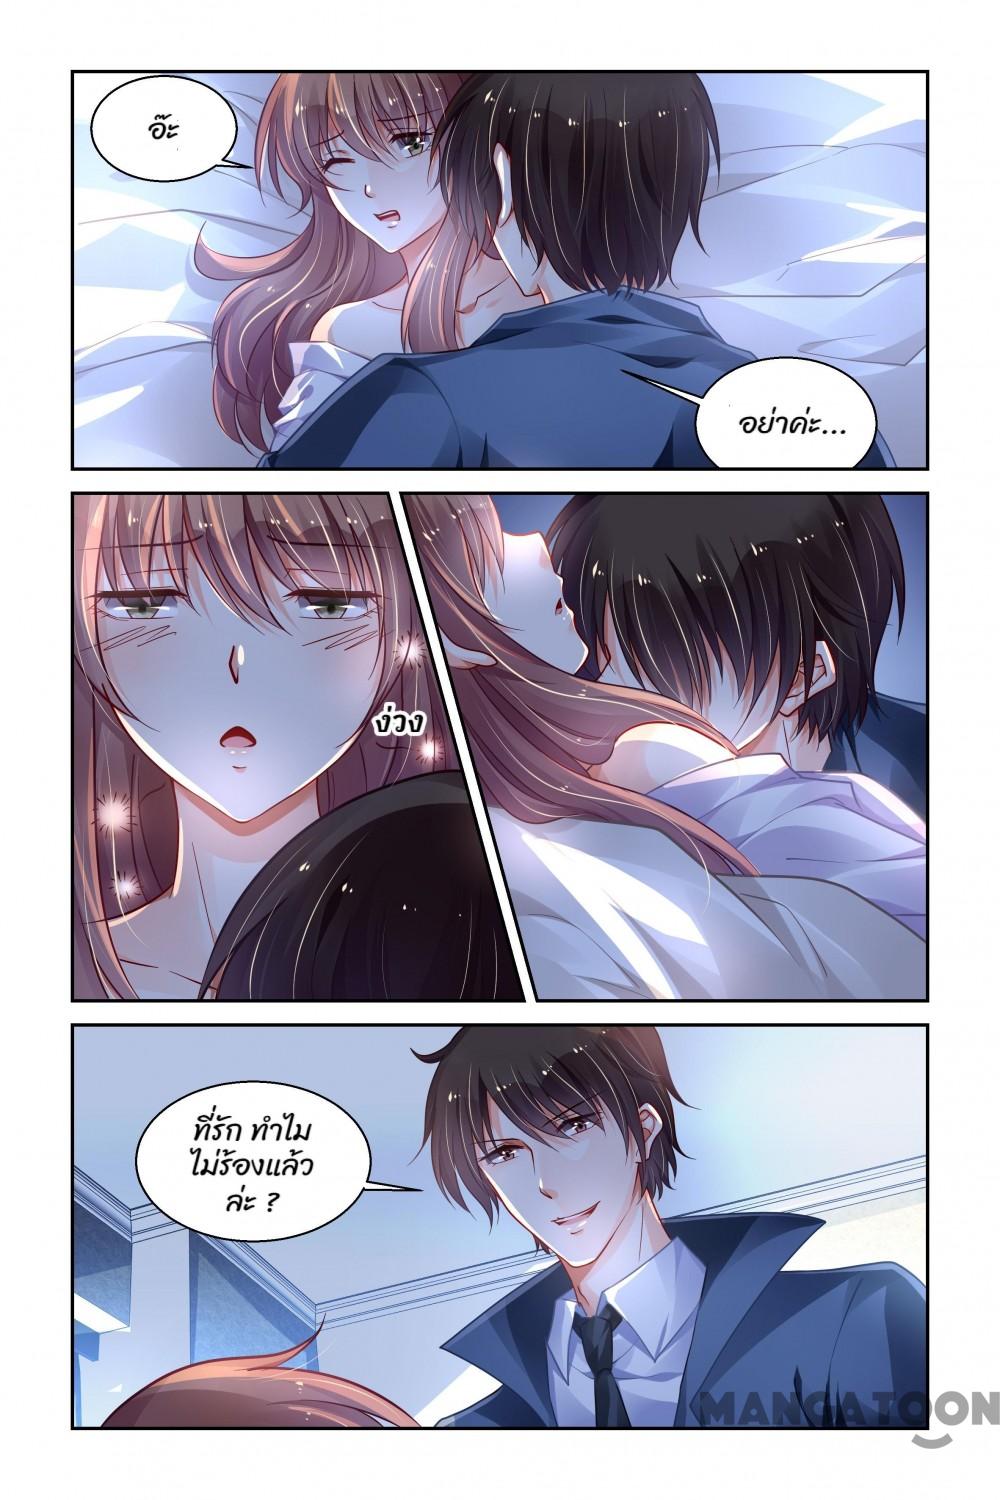 อ๊ะ
อย่าค่ะ...
ง่วง
ที่รัก ทำไม
ไม่ร้องแล้ว
ล่ะ ?
MANGATOON